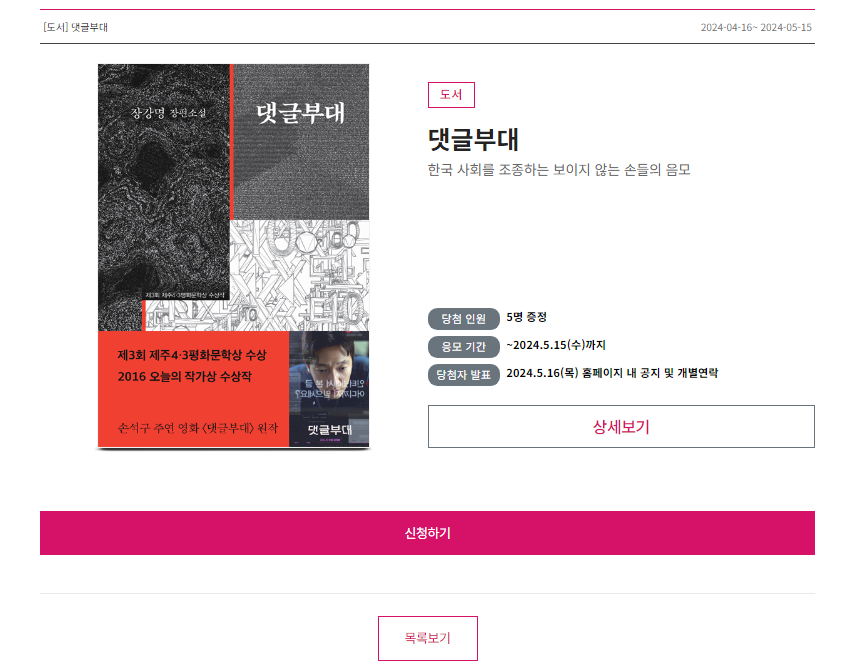 [도서] 댓글부대
2024-04-16~ 2024-05-15
장강명 장편소설
댓글부대
제3회 제주4·3평화문학상 수상작
제3회 제주4·3평화문학상 수상
2016 오늘의 작가상 수상작
손석구 주연 영화 <댓글부대> 원작
댓글부대
도서
댓글부대
한국 사회를 조종하는 보이지 않는 손들의 음모
당첨 인원 5명 증정
응모 기간 ~2024.5.15(수)까지
당첨자 발표 2024.5.16(목) 홈페이지 내 공지 및 개별연락
상세보기
신청하기
목록보기